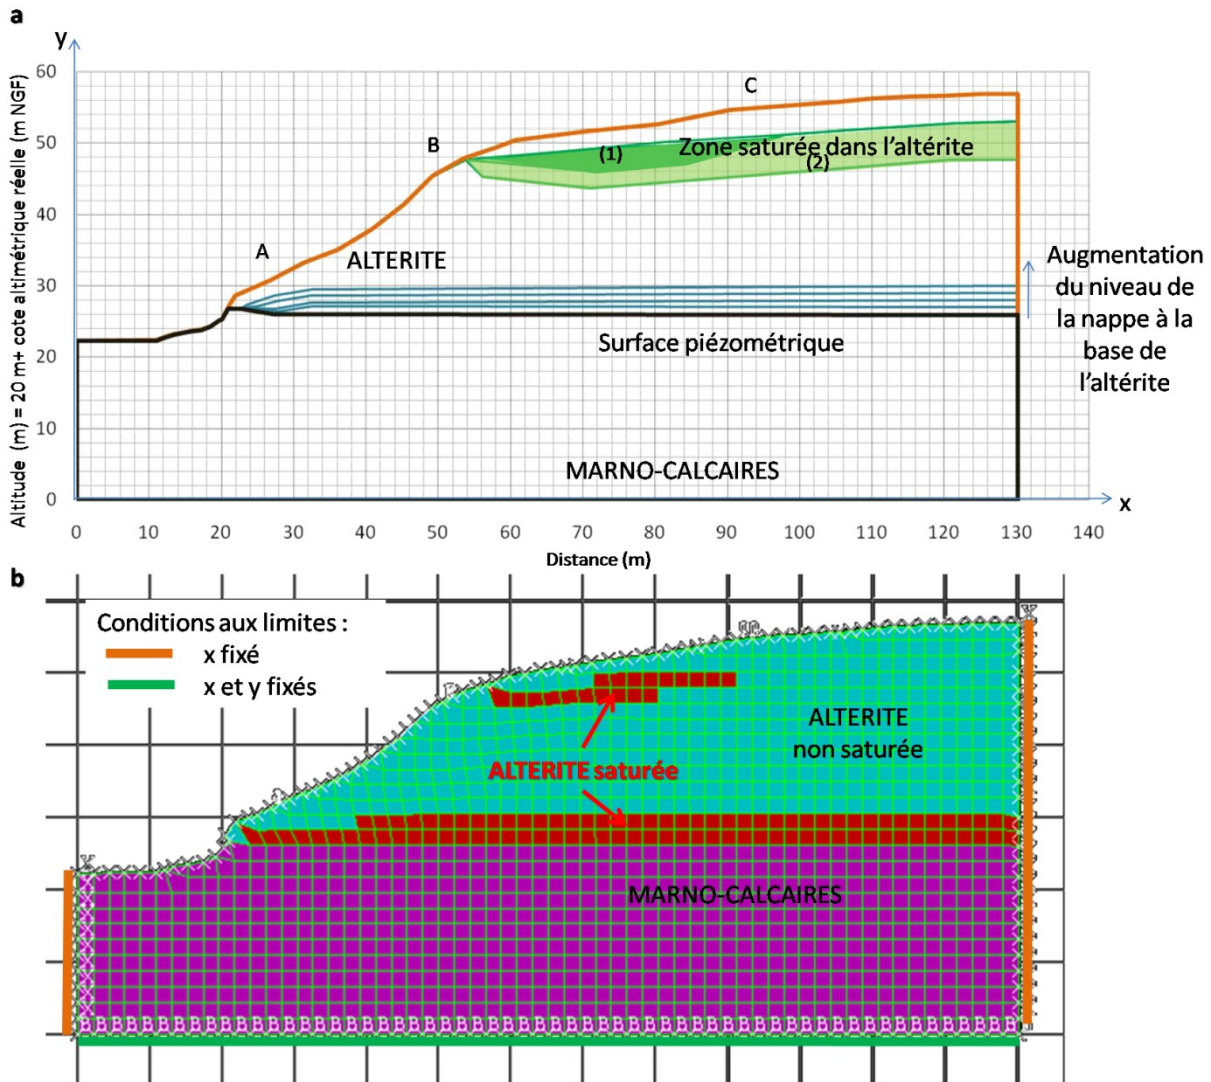 a
y
60
50
40
30
20
10
0
Altitude (m) = 20 m+ cote altimétrique réelle (m NGF)
A
B
C
(1)
Zone saturée dans l'altérite
(2)
ALTERITE
Surface piézométrique
MARNO-CALCAIRES
Augmentation
du niveau de
la nappe à la
base de
l'altérite
x
0 10 20 30 40 50 60 70 80 90 100 110 120 130 140
Distance (m)
b
Conditions aux limites :
x fixé
x et y fixés
ALTERITE
non saturée
ALTERITE saturée
MARNO-CALCAIRES
X
Y
BBBBBBBBBBBBBBBBBBBBBBBBBBBBBBBBBBBBBBBBBBBBBBBBBBBBBBBBBBB